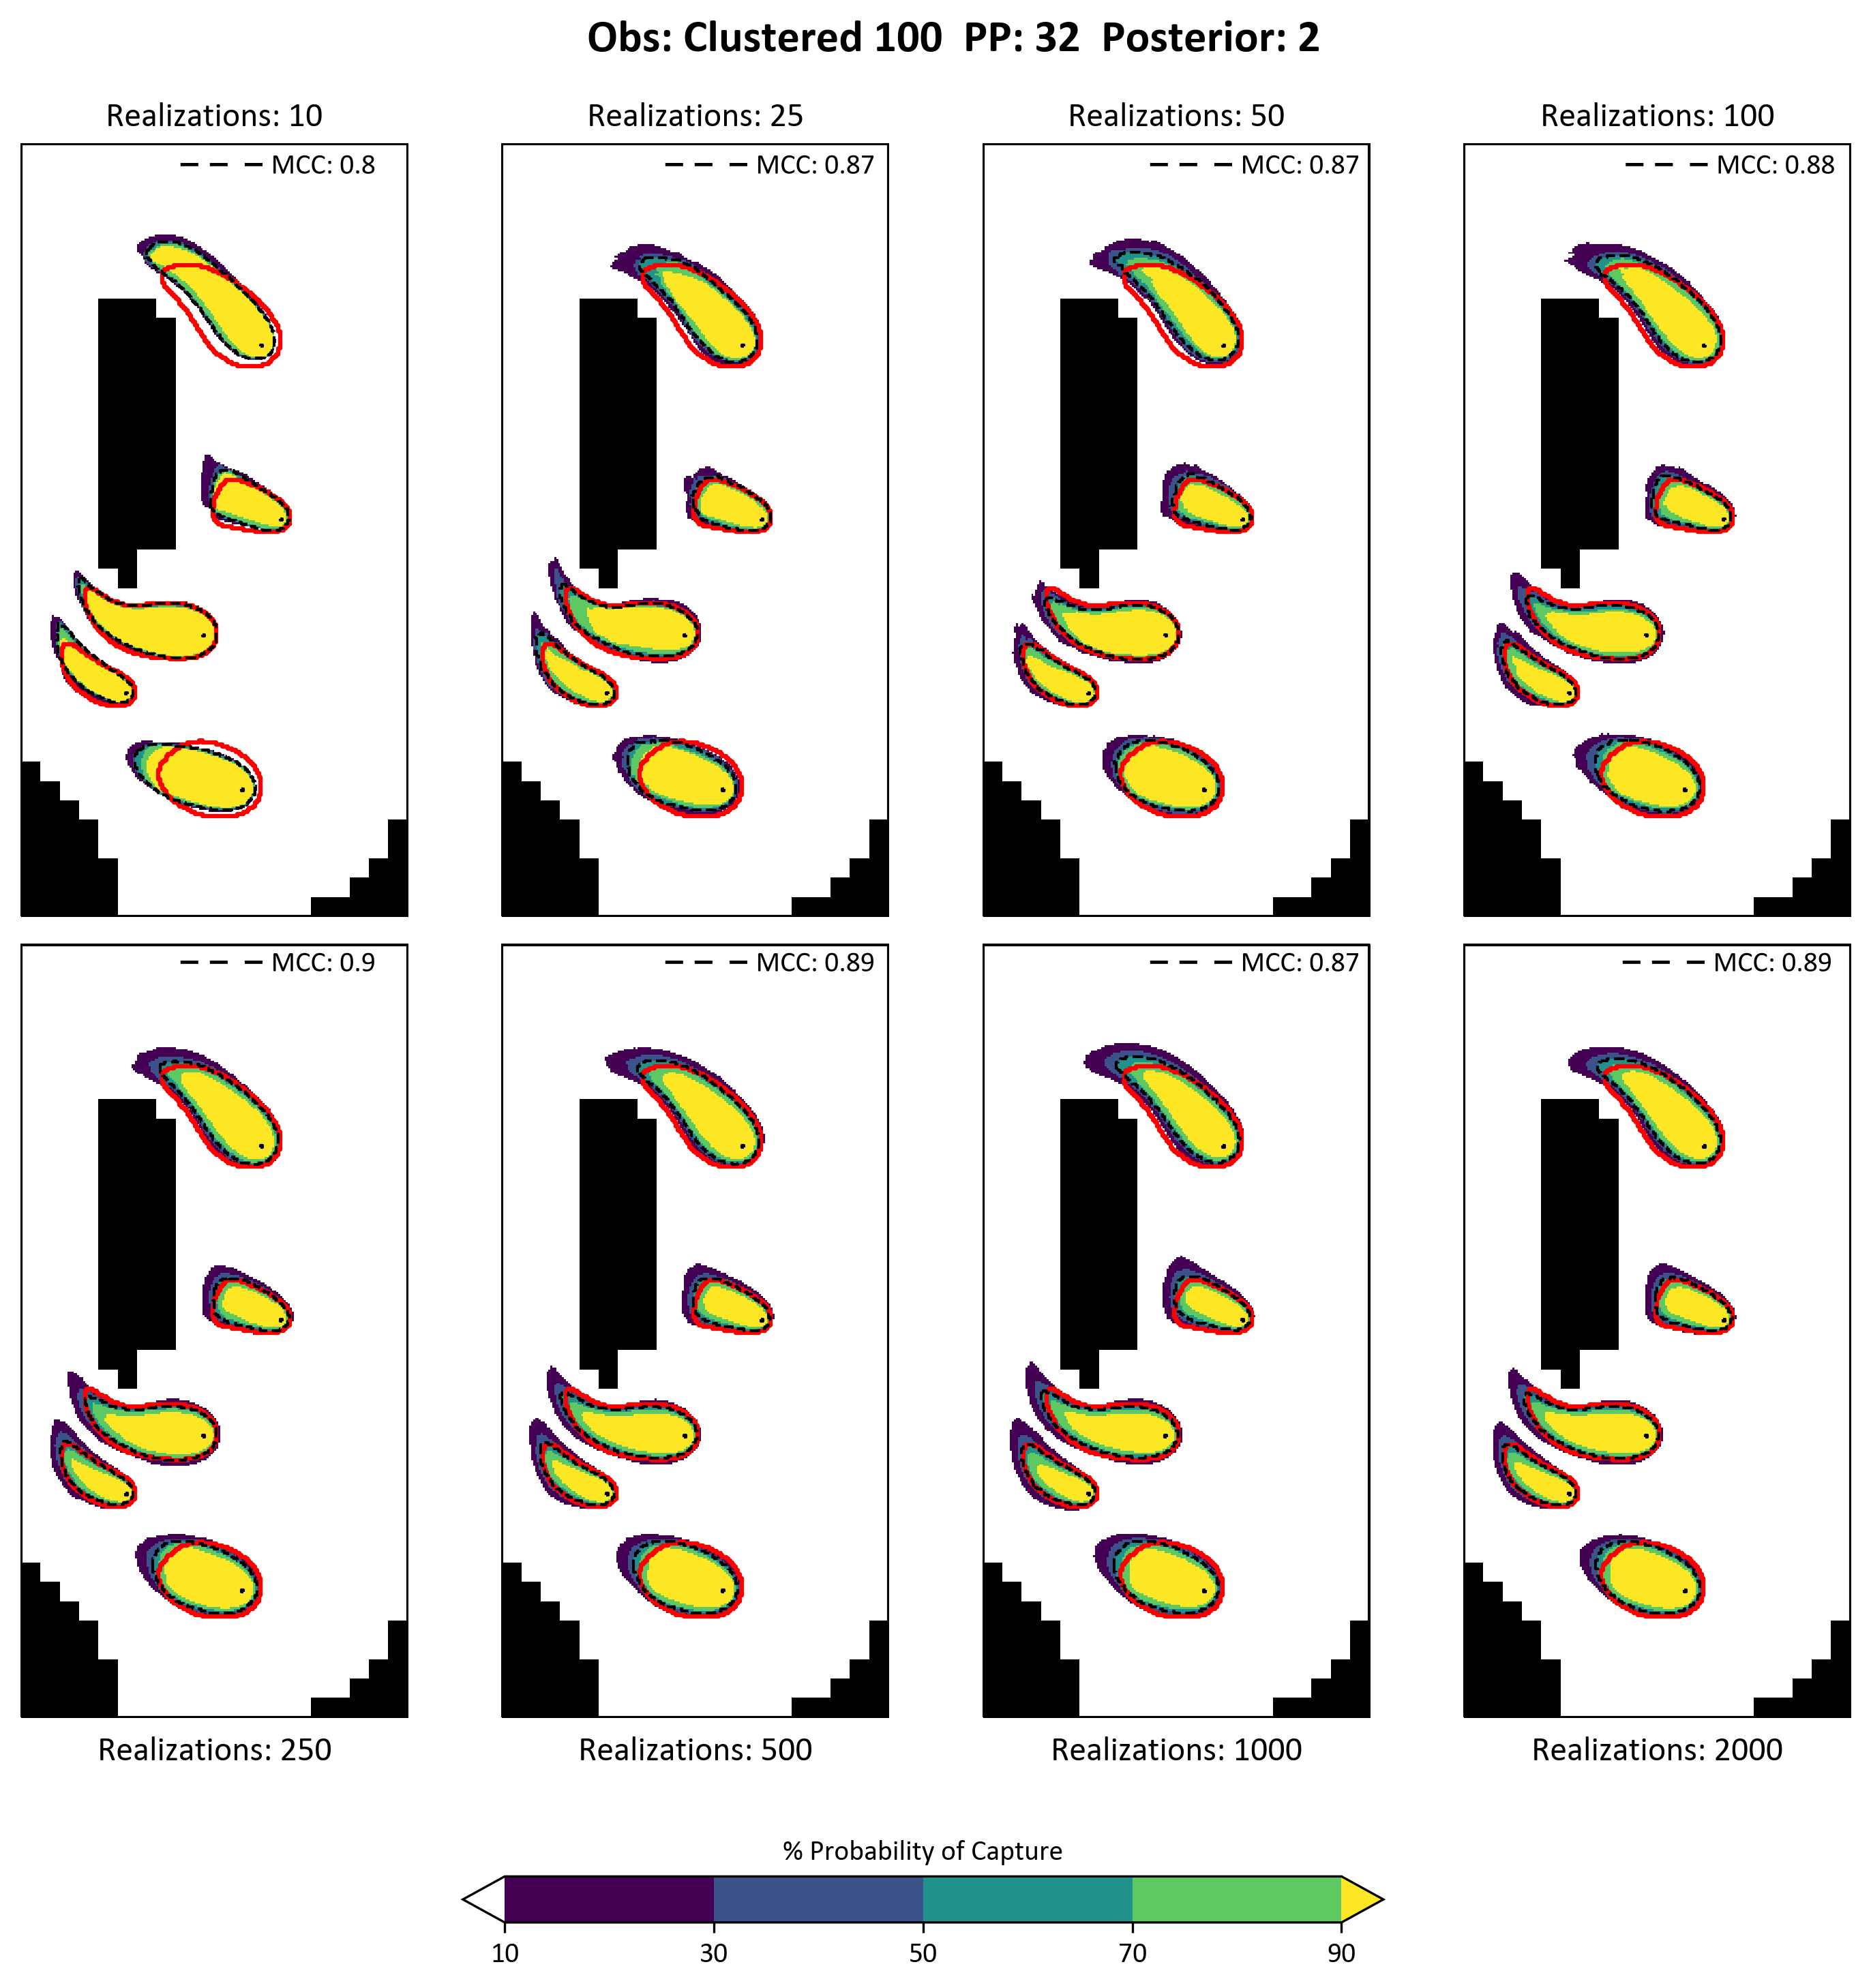 Obs: Clustered 100 PP: 32 Posterior: 2
Realizations: 10
Realizations: 25
Realizations: 50
Realizations: 100
MCC: 0.8
MCC: 0.87
MCC: 0.87
MCC: 0.88
MCC: 0.9
MCC: 0.89
MCC: 0.87
MCC: 0.89
Realizations: 250
Realizations: 500
Realizations: 1000
Realizations: 2000
% Probability of Capture
10
30
50
70
90